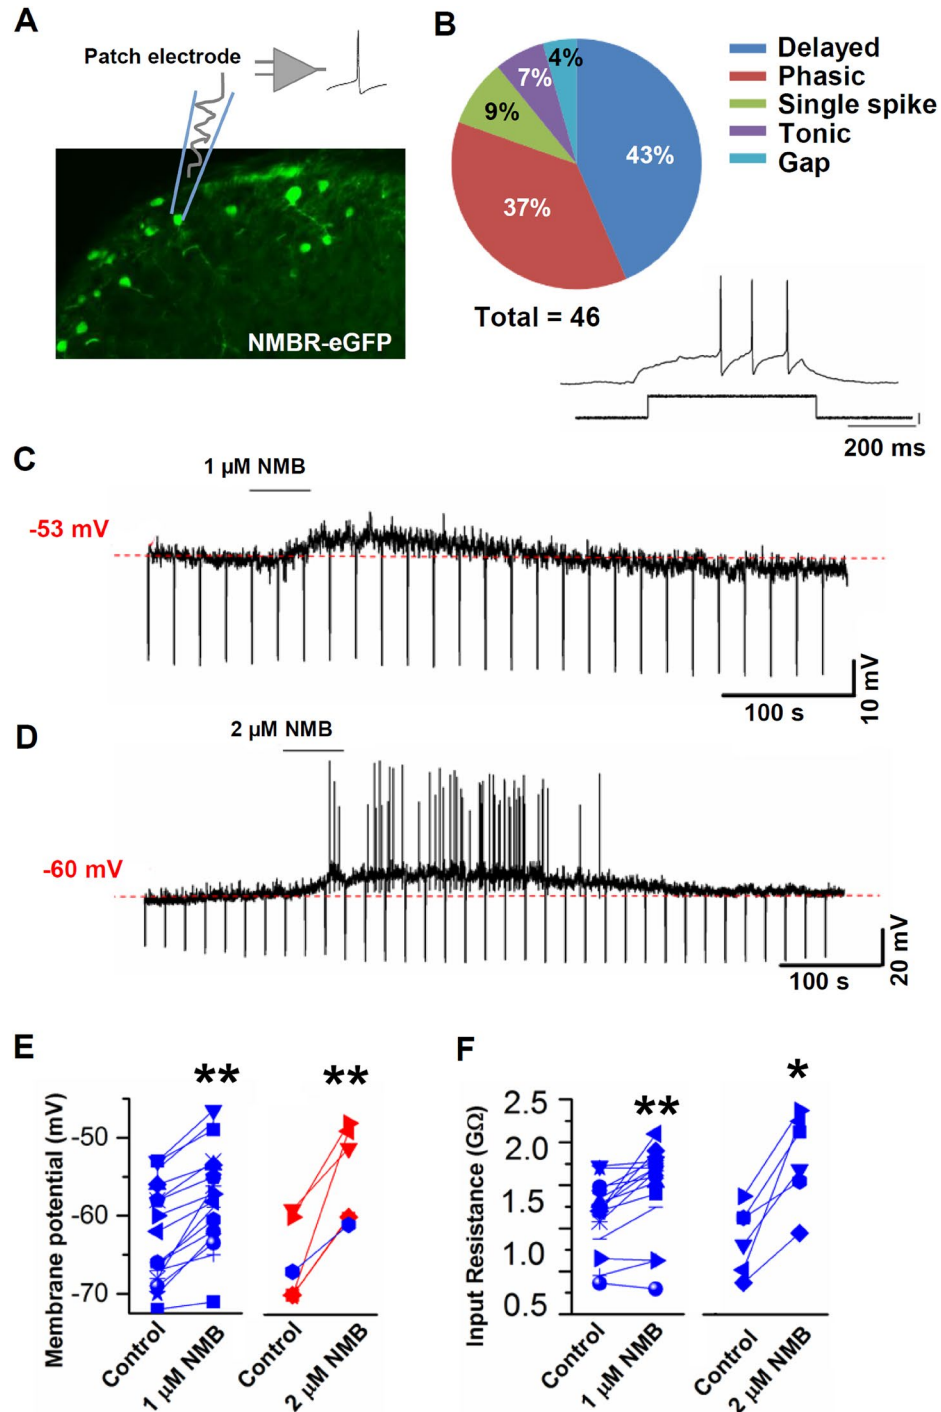 A
Patch electrode
NMBR-eGFP
B
4%
7%
9%
43%
37%
Delayed
Phasic
Single spike
Tonic
Gap
Total = 46
200 ms
C
1 µM NMB
-53 mV
10 mV
100 s
D
2 µM NMB
-60 mV
20 mV
100 s
E
** **
Membrane potential (mV)
-50
-60
-70
Control
1 µM NMB
Control
2 µM NMB
F
** *
Input Resistance (GΩ)
2.5
2.0
1.5
1.0
0.5
Control
1 µM NMB
Control
2 µM NMB